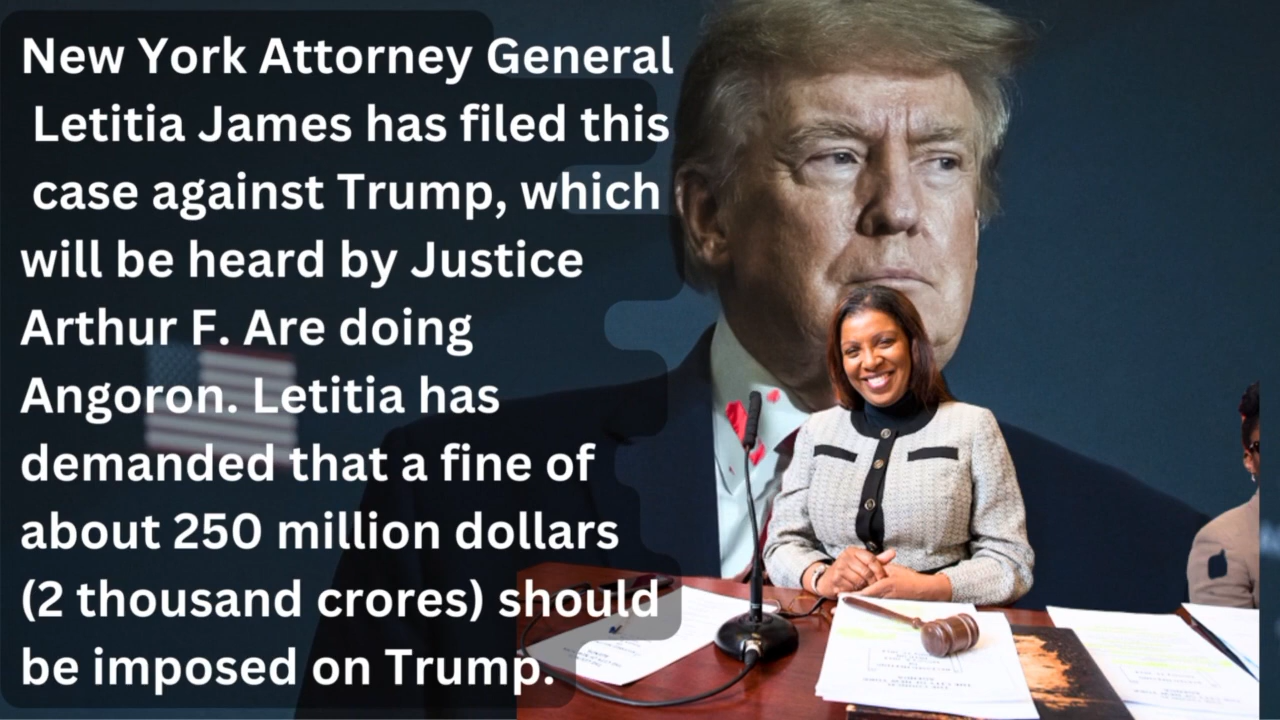 New York Attorney General
Letitia James has filed this
case against Trump, which
will be heard by Justice
Arthur F. Are doing
Angoron. Letitia has
demanded that a fine of
about 250 million dollars
(2 thousand crores) should
be imposed on Trump.